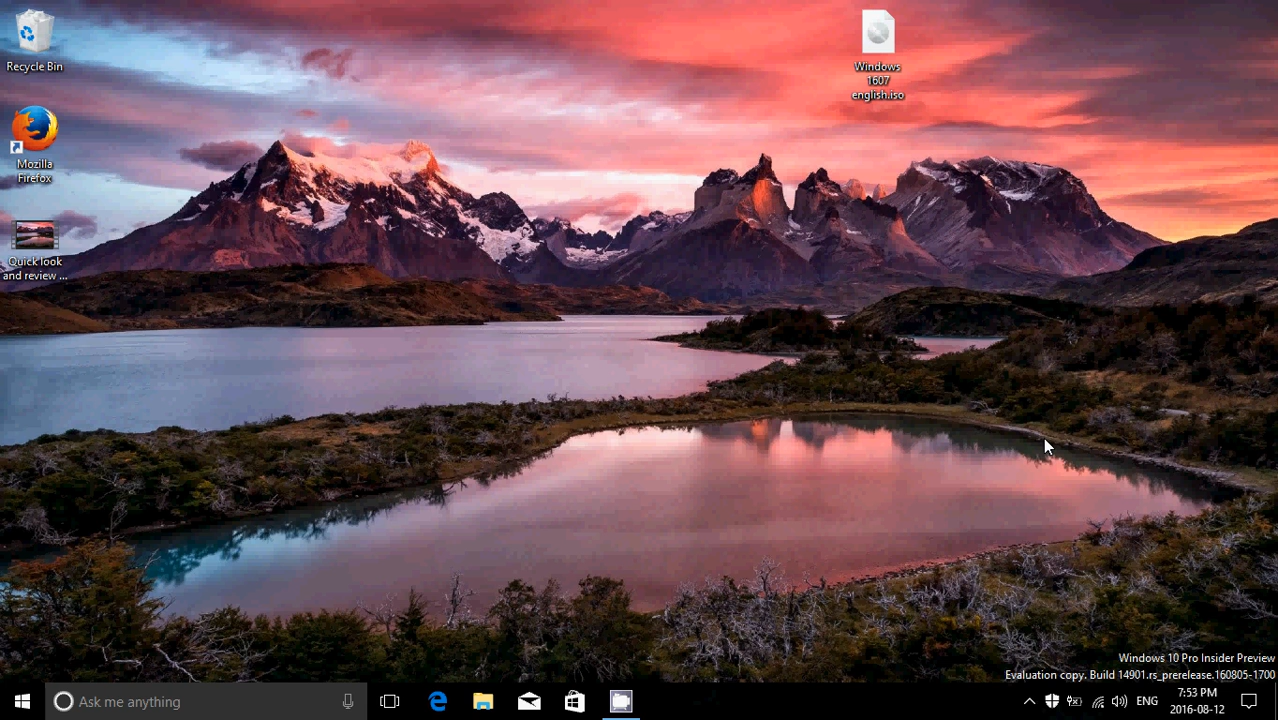 Recycle Bin
Mozilla
Firefox
Quick look
and review ...
Windows
1607
english.iso
Windows 10 Pro Insider Preview
Evaluation copy. Build 14901.rs_prerelease.160805-1700
Ask me anything
ENG
7:53 PM
2016-08-12